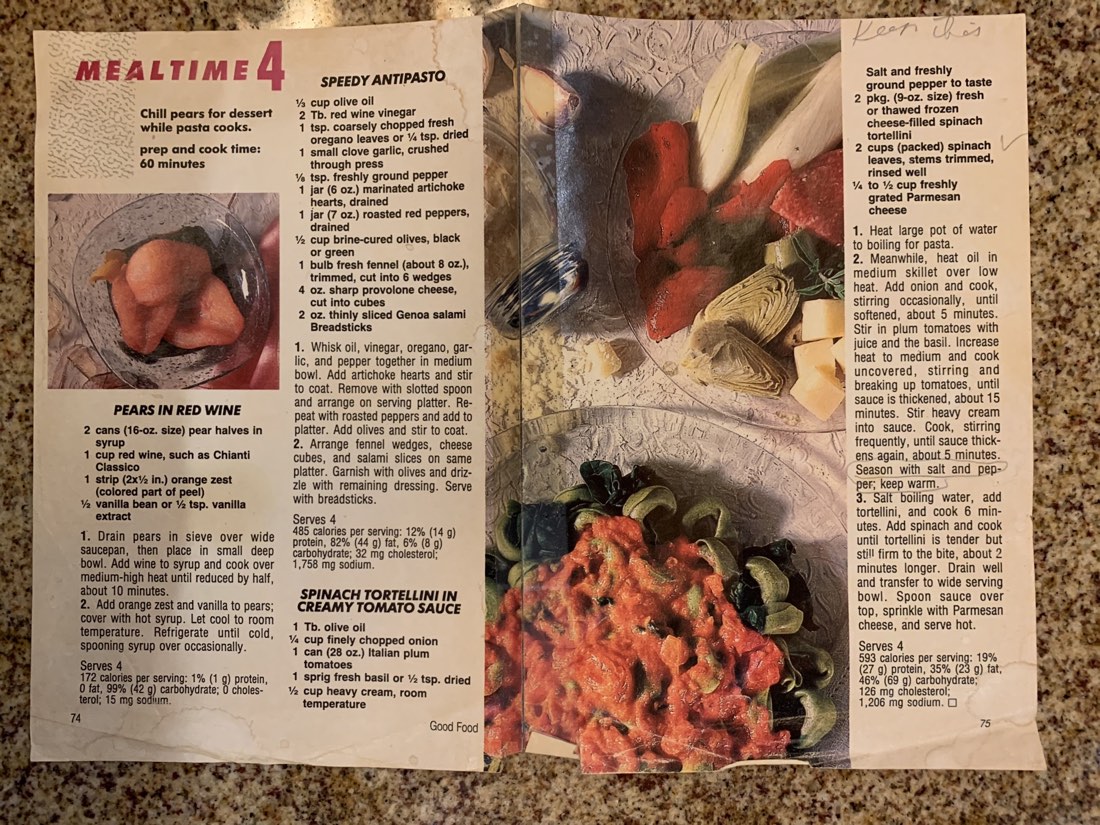 MEALTIME 4
Chill pears for dessert
while pasta cooks.
prep and cook time:
60 minutes
PEARS IN RED WINE
2 cans (16-oz. size) pear halves in
syrup
1 cup red wine, such as Chianti
Classico
1 strip (2x½ in.) orange zest
(colored part of peel)
½ vanilla bean or ½ tsp. vanilla
extract
1. Drain pears in sieve over wide
saucepan, then place in small deep
bowl. Add wine to syrup and cook over
medium-high heat until reduced by half,
about 10 minutes.
2. Add orange zest and vanilla to pears;
cover with hot syrup. Let cool to room
temperature. Refrigerate until cold,
spooning syrup over occasionally.
Serves 4
172 calories per serving: 1% (1 g) protein,
0 fat, 99% (42 g) carbohydrate; 0 choles-
terol; 15 mg sodium.
74
SPEEDY ANTIPASTO
⅓ cup olive oil
2 Tb. red wine vinegar
1 tsp. coarsely chopped fresh
oregano leaves or ¼ tsp. dried
1 small clove garlic, crushed
through press
⅛ tsp. freshly ground pepper
1 jar (6 oz.) marinated artichoke
hearts, drained
1 jar (7 oz.) roasted red peppers,
drained
½ cup brine-cured olives, black
or green
1 bulb fresh fennel (about 8 oz.),
trimmed, cut into 6 wedges
4 oz. sharp provolone cheese,
cut into cubes
2 oz. thinly sliced Genoa salami
Breadsticks
1. Whisk oil, vinegar, oregano, gar-
lic, and pepper together in medium
bowl. Add artichoke hearts and stir
to coat. Remove with slotted spoon
and arrange on serving platter. Re-
peat with roasted peppers and add to
platter. Add olives and stir to coat.
2. Arrange fennel wedges, cheese
cubes, and salami slices on same
platter. Garnish with olives and driz-
zle with remaining dressing. Serve
with breadsticks.
Serves 4
485 calories per serving: 12% (14 g)
protein, 82% (44 g) fat, 6% (8 g)
carbohydrate; 32 mg cholesterol;
1,758 mg sodium.
SPINACH TORTELLINI IN
CREAMY TOMATO SAUCE
1 Tb. olive oil
¼ cup finely chopped onion
1 can (28 oz.) Italian plum
tomatoes
1 sprig fresh basil or ½ tsp. dried
½ cup heavy cream, room
temperature
Good Food
Keep this
Salt and freshly
ground pepper to taste
2 pkg. (9-oz. size) fresh
or thawed frozen
cheese-filled spinach
tortellini
2 cups (packed) spinach
leaves, stems trimmed,
rinsed well
¼ to ½ cup freshly
grated Parmesan
cheese
1. Heat large pot of water
to boiling for pasta.
2. Meanwhile, heat oil in
medium skillet over low
heat. Add onion and cook,
stirring occasionally, until
softened, about 5 minutes.
Stir in plum tomatoes with
juice and the basil. Increase
heat to medium and cook
uncovered, stirring and
breaking up tomatoes, until
sauce is thickened, about 15
minutes. Stir heavy cream
into sauce. Cook, stirring
frequently, until sauce thick-
ens again, about 5 minutes.
Season with salt and pep-
per; keep warm.
3. Salt boiling water, add
tortellini, and cook 6 min-
utes. Add spinach and cook
until tortellini is tender but
still firm to the bite, about 2
minutes longer. Drain well
and transfer to wide serving
bowl. Spoon sauce over
top, sprinkle with Parmesan
cheese, and serve hot.
Serves 4
593 calories per serving: 19%
(27 g) protein, 35% (23 g) fat,
46% (69 g) carbohydrate;
126 mg cholesterol;
1,206 mg sodium. □
75